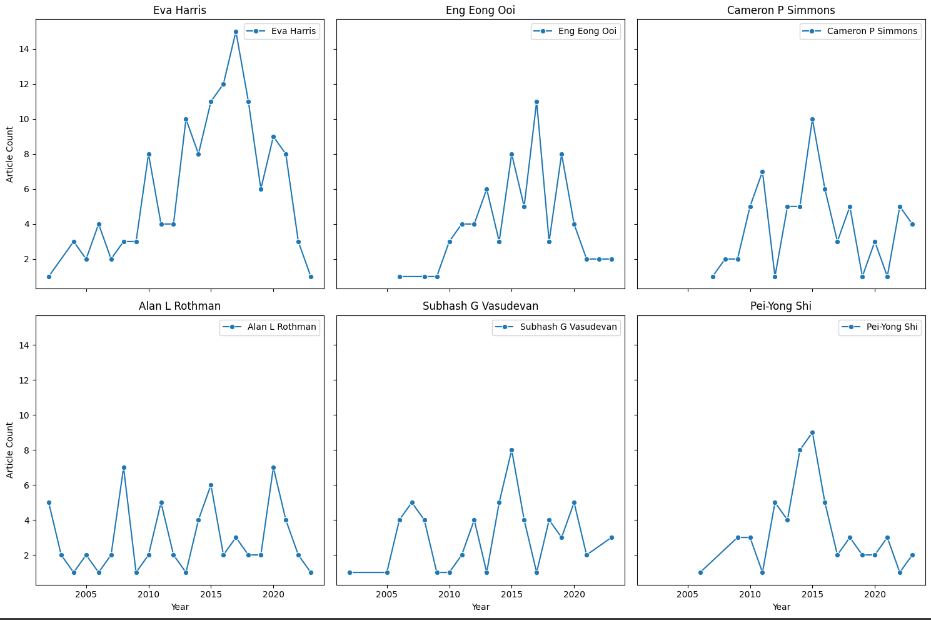 Eva Harris
Eng Eong Ooi
Cameron P Simmons
Eva Harris
Eng Eong Ooi
Cameron P Simmons
14
12
10
8
6
4
2
Article Count
Alan L Rothman
Subhash G Vasudevan
Pei-Yong Shi
Alan L Rothman
Subhash G Vasudevan
Pei-Yong Shi
14
12
10
8
6
4
2
Article Count
2005 2010 2015 2020
2005 2010 2015 2020
2005 2010 2015 2020
Year
Year
Year